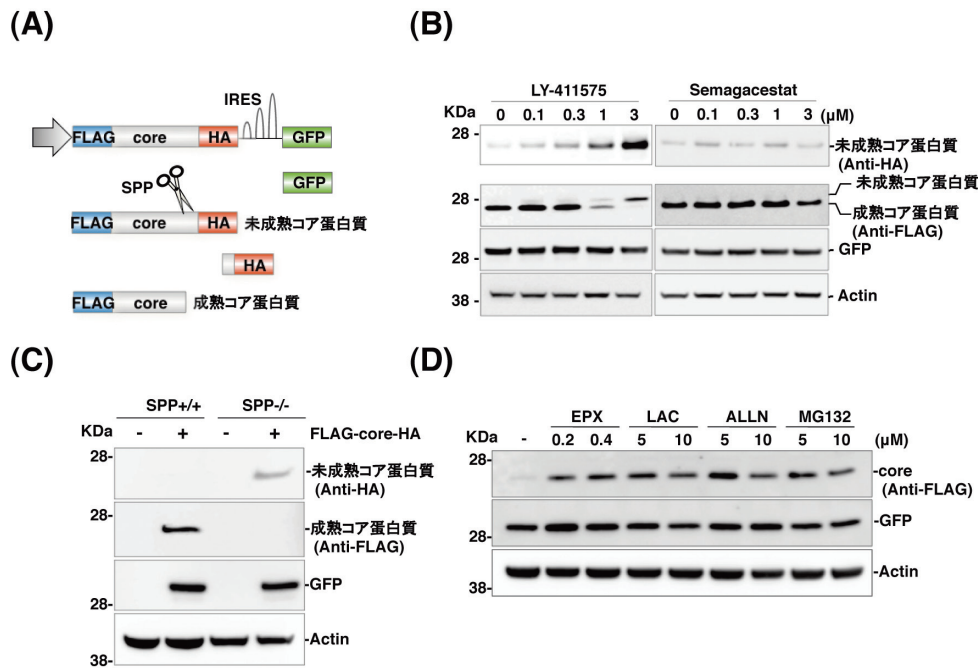 (A)
IRES
FLAG core HA GFP
SPP GFP
FLAG core HA 未成熟コア蛋白質
HA
FLAG core 成熟コア蛋白質
(B)
LY-411575 Semagacestat
KDa 0 0.1 0.3 1 3 0 0.1 0.3 1 3 (μM)
28 -
-未成熟コア蛋白質
(Anti-HA)
未成熟コア蛋白質
28 -
成熟コア蛋白質
(Anti-FLAG)
- GFP
28 -
38 -
- Actin
(C)
SPP+/+ SPP-/-
KDa - + - + FLAG-core-HA
28-
-未成熟コア蛋白質
(Anti-HA)
28-
-成熟コア蛋白質
(Anti-FLAG)
-GFP
28-
-Actin
38-
(D)
EPX LAC ALLN MG132
KDa - 0.2 0.4 5 10 5 10 5 10 (μM)
28-
-core
(Anti-FLAG)
-GFP
28-
-Actin
38-